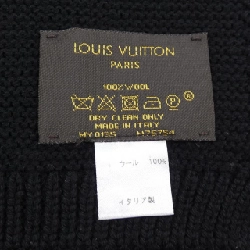 LOUIS VUITTON
PARIS
100% WOOL
DRY CLEAN ONLY
MADE IN ITALY
ウール 100%
イタリア製